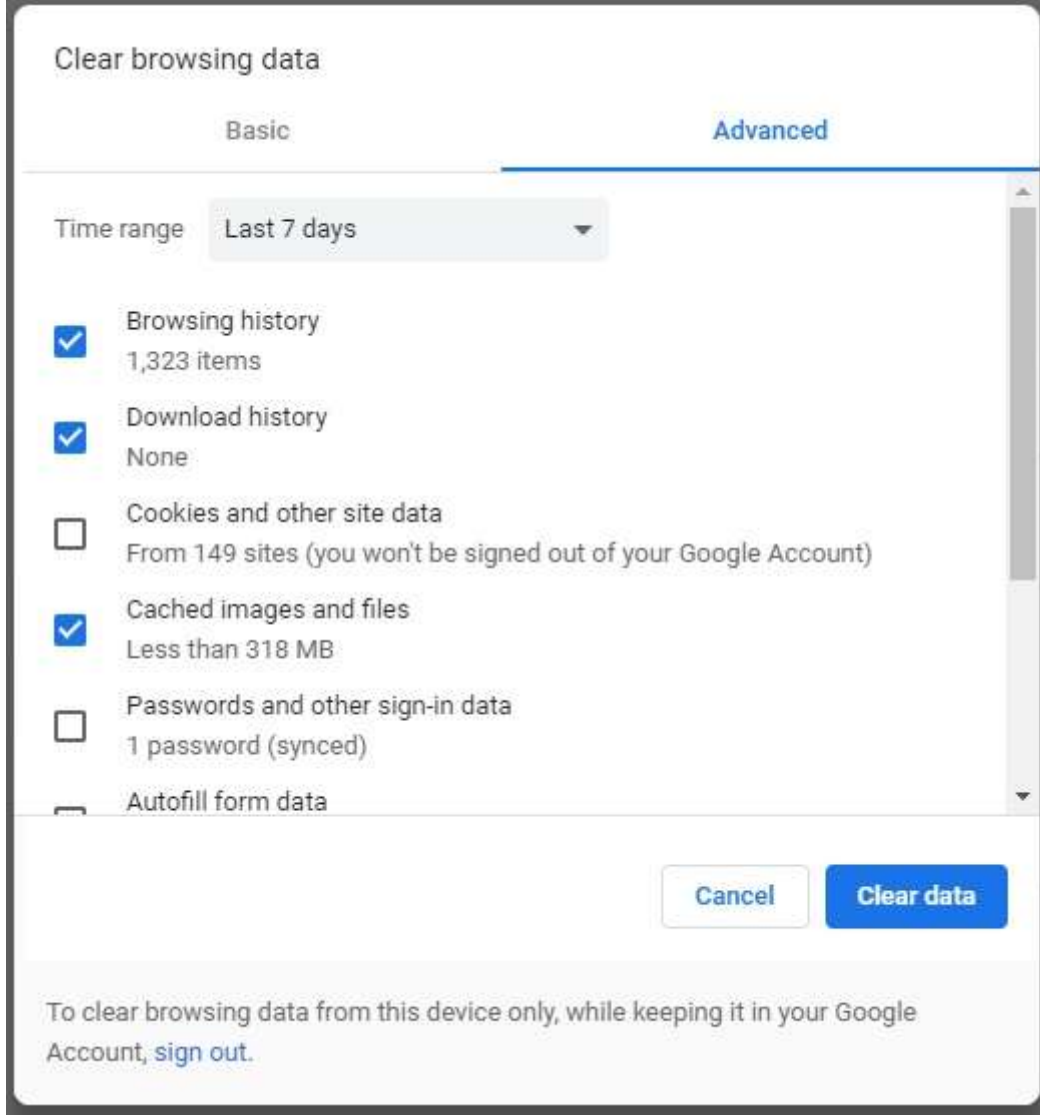 Clear browsing data
Basic
Advanced
Time range
Last 7 days
Browsing history
1,323 items
Download history
None
Cookies and other site data
From 149 sites (you won't be signed out of your Google Account)
Cached images and files
Less than 318 MB
Passwords and other sign-in data
1 password (synced)
Autofill form data
Cancel
Clear data
To clear browsing data from this device only, while keeping it in your Google
Account, sign out.